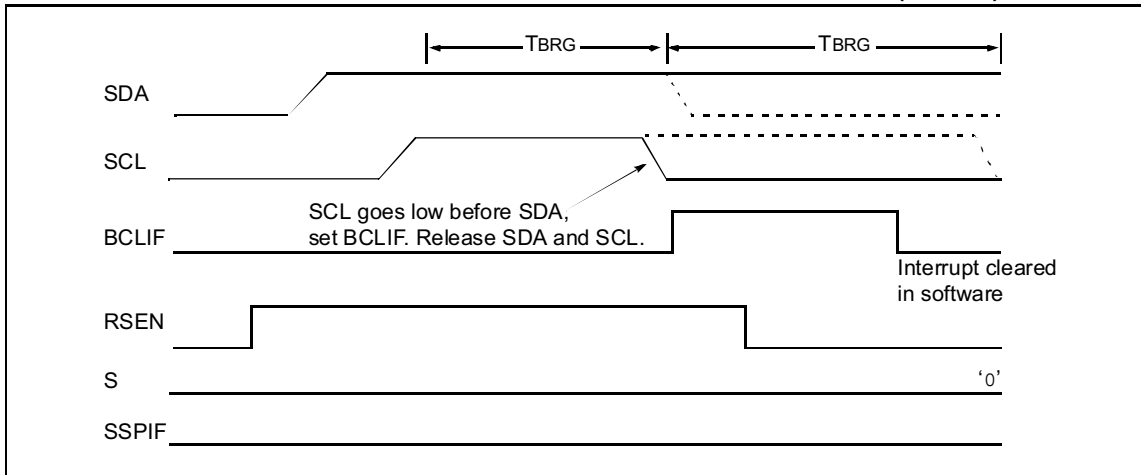 TBRG TBRG
SDA
SCL
SCL goes low before SDA,
set BCLIF. Release SDA and SCL.
BCLIF
Interrupt cleared
in software
RSEN
S ‘0’
SSPIF